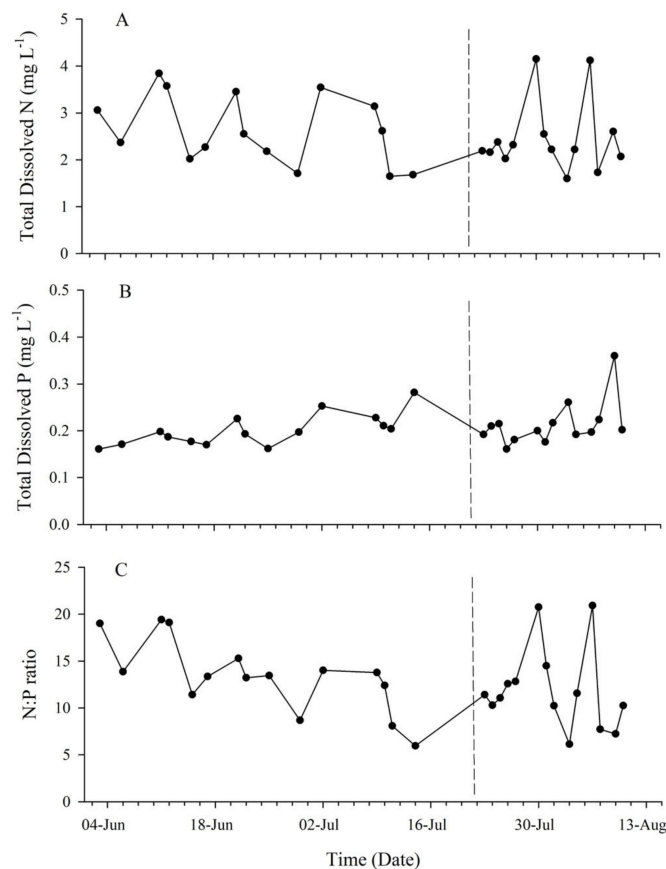 A
Total Dissolved N (mg L⁻¹)
5
4
3
2
1
0
B
Total Dissolved P (mg L⁻¹)
0.5
0.4
0.3
0.2
0.1
0.0
C
N:P ratio
25
20
15
10
5
0
04-Jun 18-Jun 02-Jul 16-Jul 30-Jul 13-Aug
Time (Date)